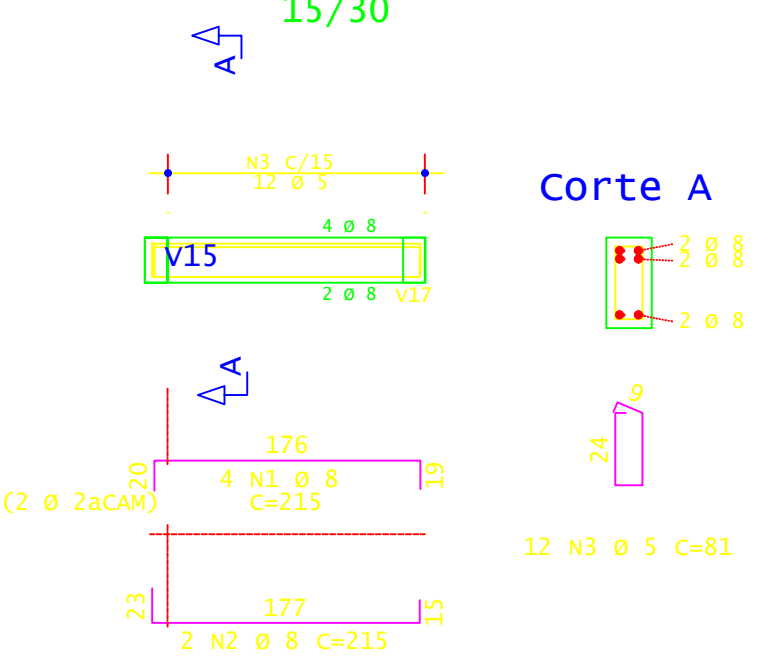 15/30
A
N3 C/15
12 Ø 5
Corte A
4 Ø 8
V15
2 Ø 8
V17
2 Ø 8
2 Ø 8
2 Ø 8
A
176
20
4 N1 Ø 8
19
(2 Ø 2aCAM)
C=215
9
24
12 N3 Ø 5 C=81
23
177
15
2 N2 Ø 8 C=215